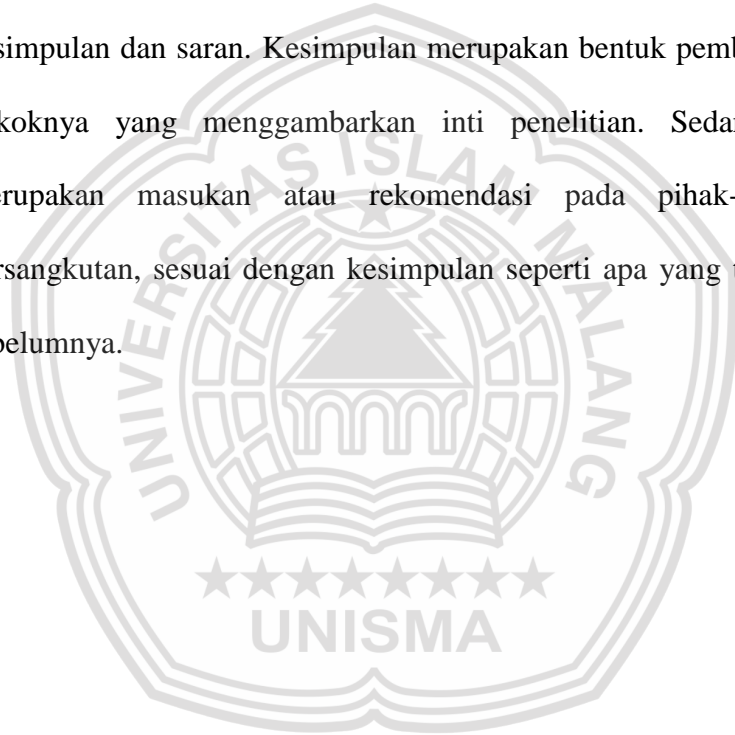 simpulan dan saran. Kesimpulan merupakan bentuk pemb
koknya yang menggambarkan inti penelitian. Sedar
erupakan masukan atau rekomendasi pada pihak-
rsangkutan, sesuai dengan kesimpulan seperti apa yang
belumnya.
UNIVERSITAS ISLAM MALANG
UNISMA